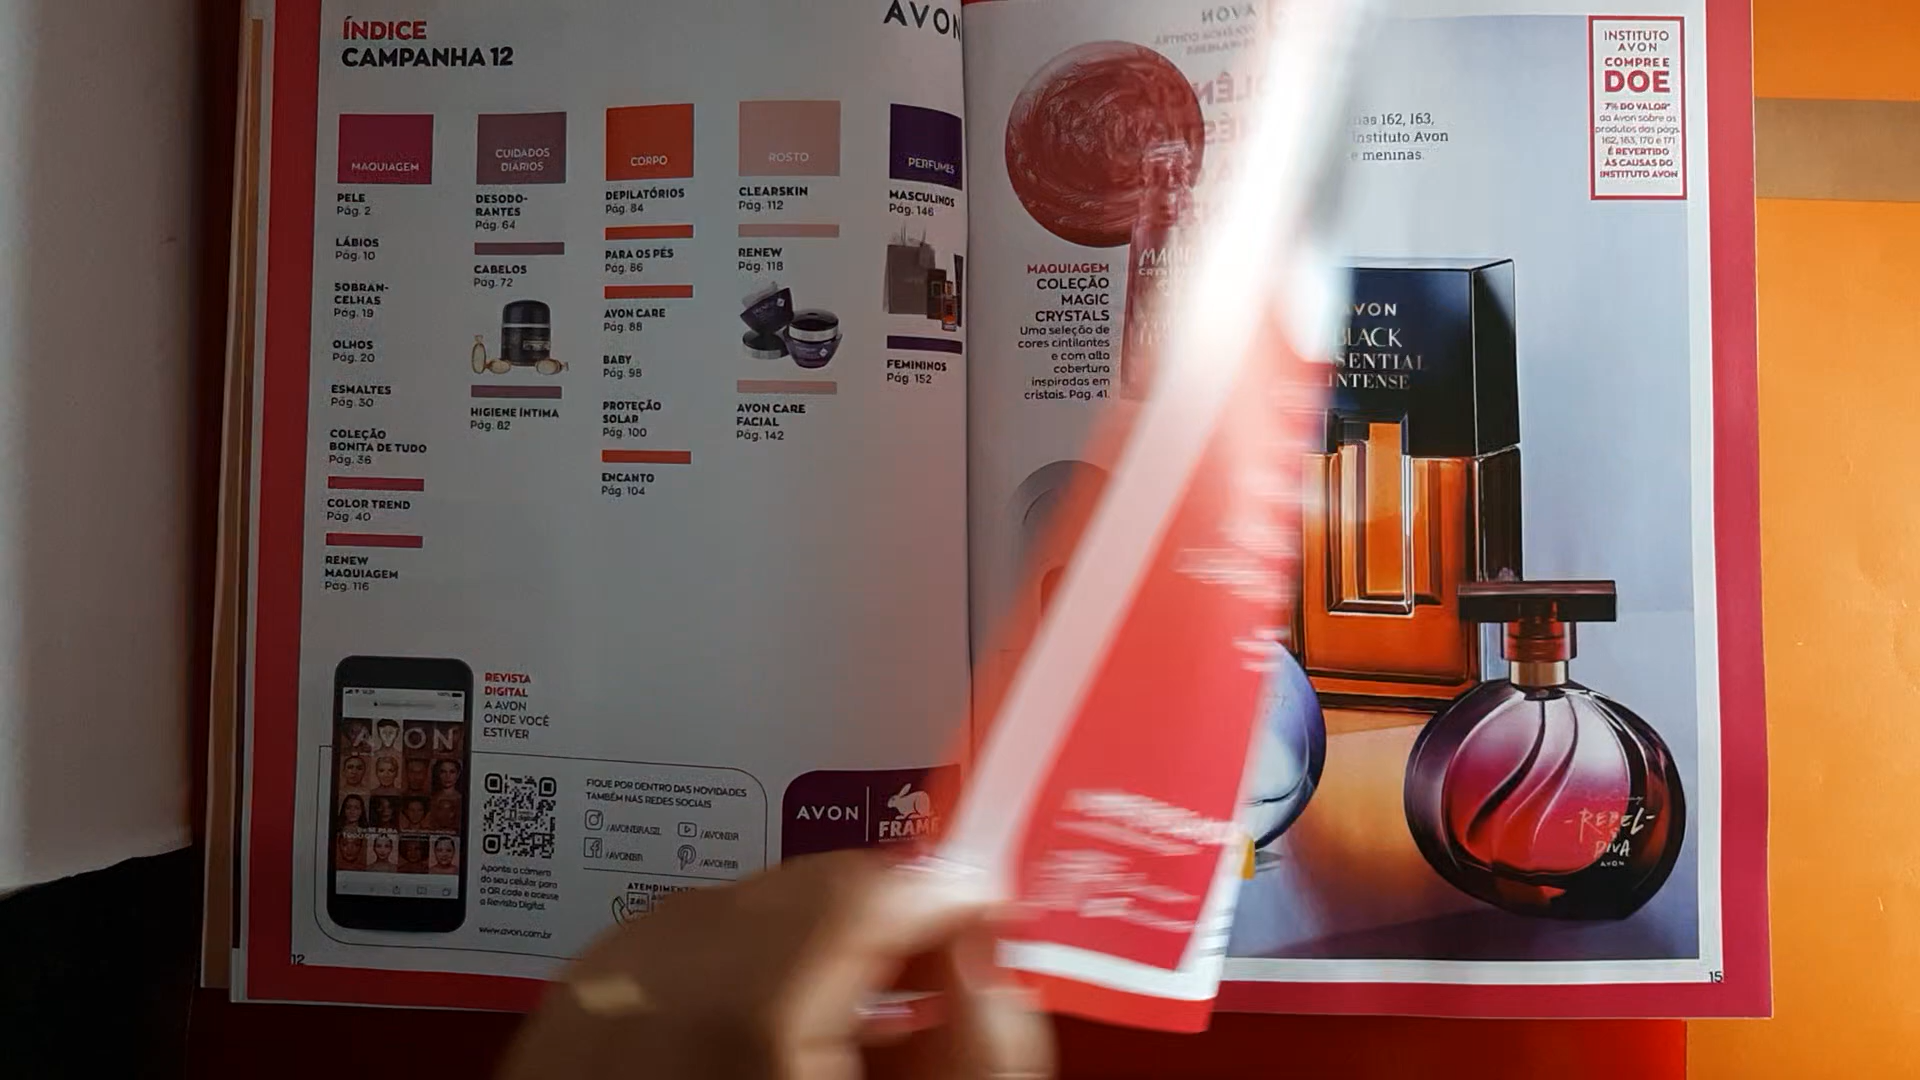 ÍNDICE
CAMPANHA 12
AVON
MAQUIAGEM
PELE
Pág. 2
LÁBIOS
Pág. 10
SOBRAN-
CELHAS
Pág. 19
OLHOS
Pág. 20
ESMALTES
Pág. 30
COLEÇÃO
BONITA DE TUDO
Pág. 36
COLOR TREND
Pág. 40
RENEW
MAQUIAGEM
Pág. 116
CUIDADOS
DIÁRIOS
DESODO-
RANTES
Pág. 64
CABELOS
Pág. 72
HIGIENE ÍNTIMA
Pág. 82
CORPO
DEPILATÓRIOS
Pág. 84
PARA OS PÉS
Pág. 86
AVON CARE
Pág. 88
BABY
Pág. 98
PROTEÇÃO
SOLAR
Pág. 100
ENCANTO
Pág. 104
ROSTO
CLEARSKIN
Pág. 112
RENEW
Pág. 118
AVON CARE
FACIAL
Pág. 142
PERFUMES
MASCULINOS
Pág. 146
FEMININOS
Pág. 152
AVON
REVISTA
DIGITAL
A AVON
ONDE VOCÊ
ESTIVER
Aponte a câmera
do seu celular para
o QR code e acesse
a Revista Digital.
www.avon.com.br
FIQUE POR DENTRO DAS NOVIDADES
TAMBÉM NAS REDES SOCIAIS
/AVONBRASIL
/AVONBR
/AVONBR
/AVONBR
ATENDIMENTO
24h
AVON
FRAME
12
MAQUIAGEM
COLEÇÃO
MAGIC
CRYSTALS
Uma seleção de
cores cintilantes
e com alta
cobertura
inspiradas em
cristais. Pag. 41.
162, 163,
Instituto Avon
e meninas.
INSTITUTO
AVON
COMPRE E
DOE
7% DO VALOR*
da Avon sobre os
produtos das págs.
162, 163, 170 e 171
É REVERTIDO
ÀS CAUSAS DO
INSTITUTO AVON
AVON
BLACK
ESSENTIAL
INTENSE
-REBEL-
& DIVA
AVON
15